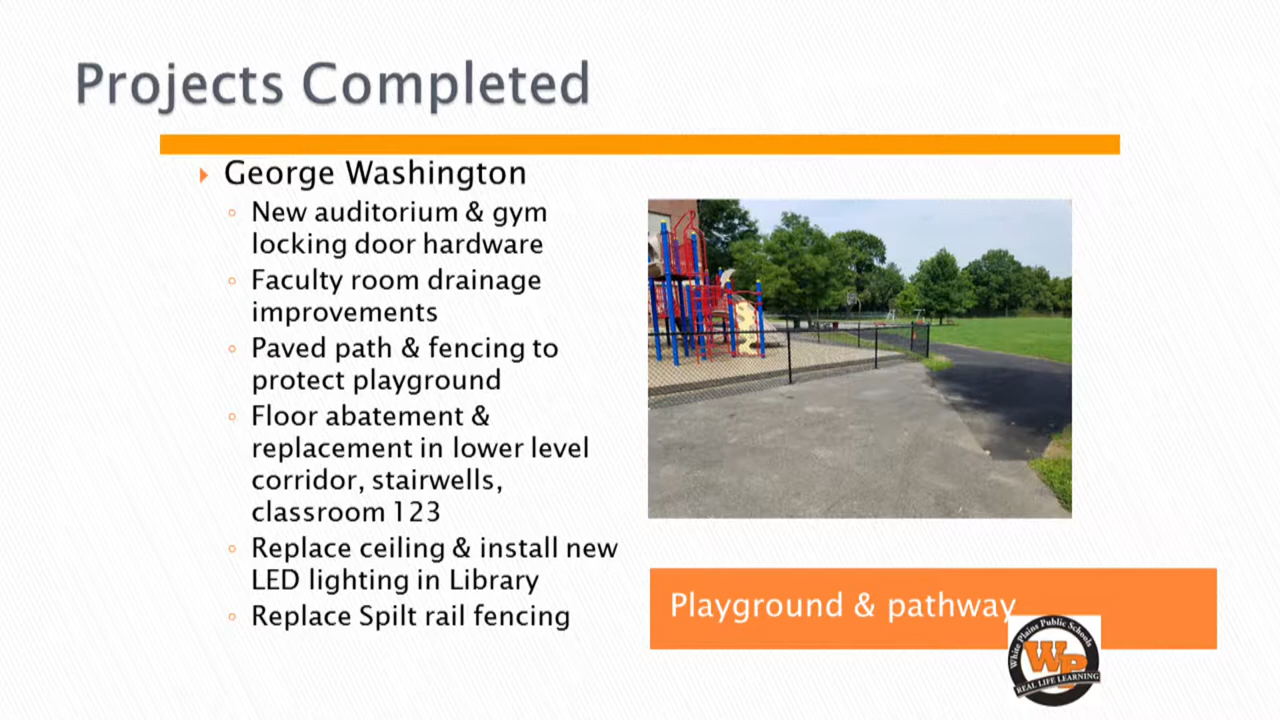 Projects Completed
George Washington
New auditorium & gym
locking door hardware
Faculty room drainage
improvements
Paved path & fencing to
protect playground
Floor abatement &
replacement in lower level
corridor, stairwells,
classroom 123
Replace ceiling & install new
LED lighting in Library
Replace Spilt rail fencing
Playground & pathway
White Plains Public Schools
WP
REAL LIFE LEARNING